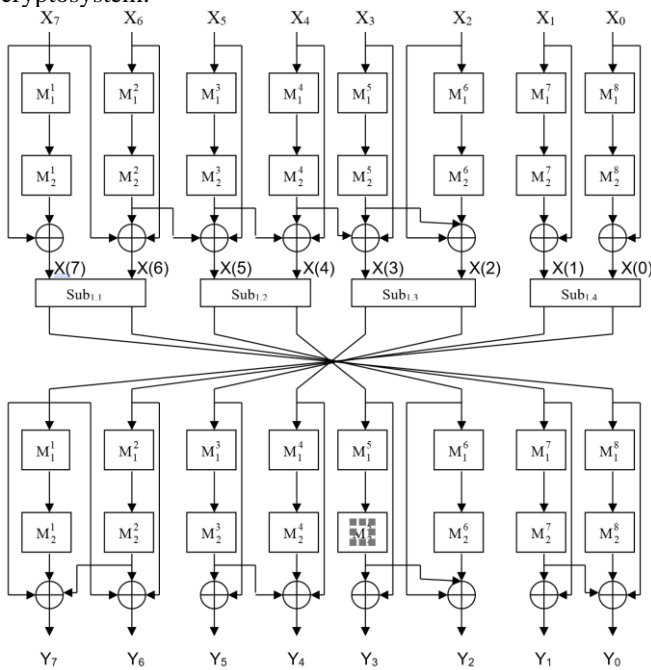 cryptosystem.
X₇ X₆ X₅ X₄ X₃ X₂ X₁ X₀
M₁¹ M₁² M₁³ M₁⁴ M₁⁵ M₁⁶ M₁⁷ M₁⁸
M₂¹ M₂² M₂³ M₂⁴ M₂⁵ M₂⁶ M₂⁷ M₂⁸
X(7) X(6) X(5) X(4) X(3) X(2) X(1) X(0)
Sub₁.₁ Sub₁.₂ Sub₁.₃ Sub₁.₄
M₁¹ M₁² M₁³ M₁⁴ M₁⁵ M₁⁶ M₁⁷ M₁⁸
M₂¹ M₂² M₂³ M₂⁴ M₂⁶ M₂⁷ M₂⁸
Y₇ Y₆ Y₅ Y₄ Y₃ Y₂ Y₁ Y₀